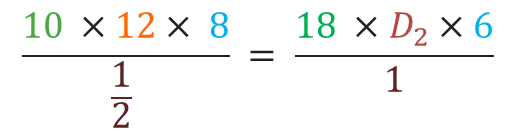 10 × 12 × 8 / 1/2 = 18 × D₂ × 6 / 1